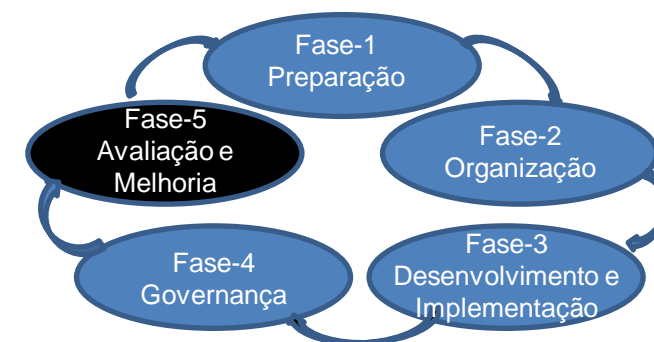 Fase-1
Preparação
Fase-5
Avaliação e
Melhoria
Fase-2
Organização
Fase-3
Desenvolvimento e
Implementação
Fase-4
Governança